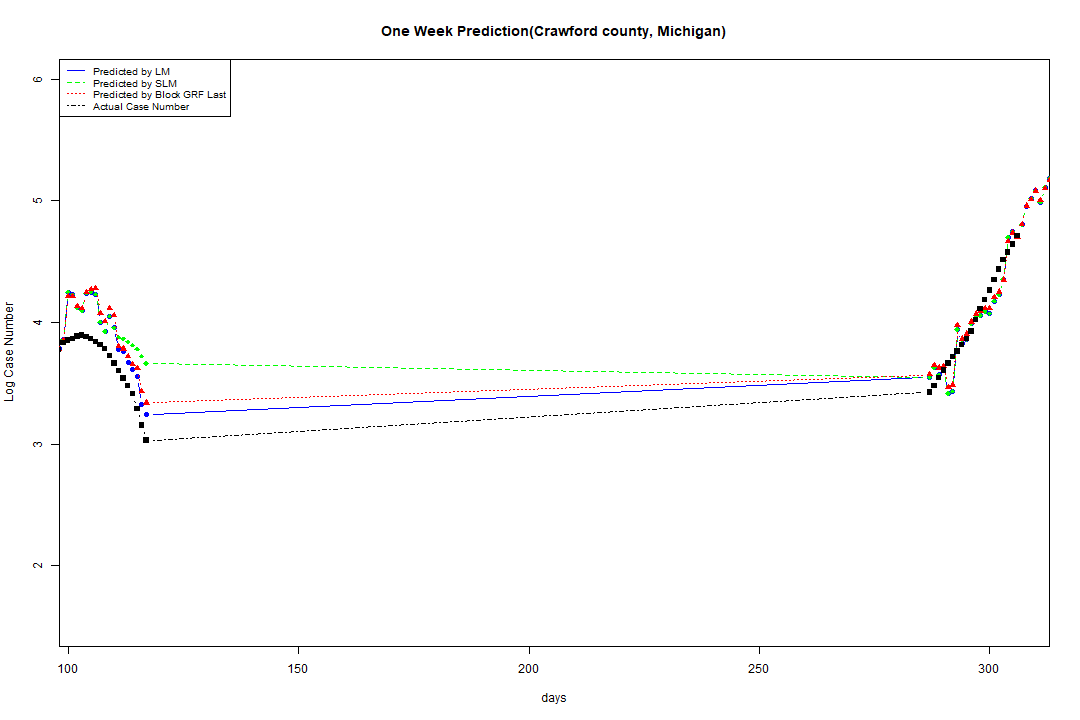 One Week Prediction(Crawford county, Michigan)
Predicted by LM
Predicted by SLM
Predicted by Block GRF Last
Actual Case Number
Log Case Number
6
5
4
3
2
100 150 200 250 300
days